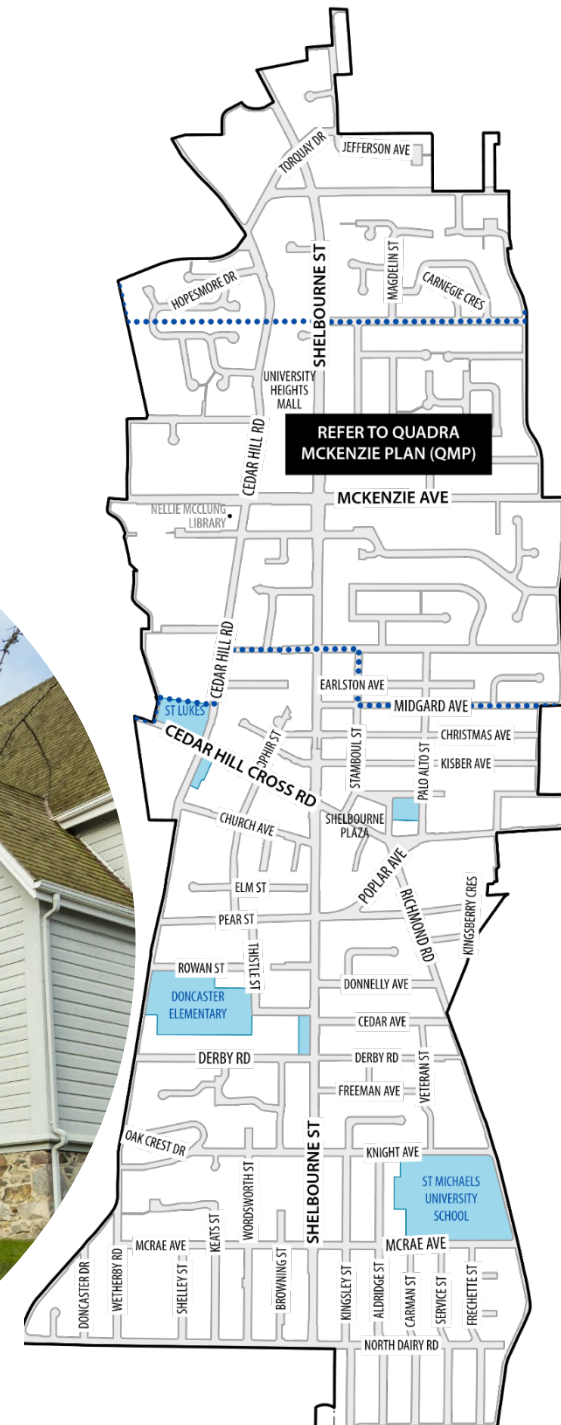 TORQUAY DR
JEFFERSON AVE
SHELBOURNE ST
MAGDELIN ST
CARNEGIE CRES
HOPESMORE DR
UNIVERSITY
HEIGHTS
MALL
CEDAR HILL RD
REFER TO QUADRA
MCKENZIE PLAN (QMP)
MCKENZIE AVE
NELLIE MCCLUNG
LIBRARY
CEDAR HILL RD
EARLSTON AVE
MIDGARD AVE
ST LUKES
CEDAR HILL CROSS RD
OPHIR ST
STAMBOUL ST
PALO ALTO ST
CHRISTMAS AVE
KISBER AVE
CHURCH AVE
SHELBOURNE
PLAZA
POPLAR AVE
ELM ST
PEAR ST
RICHMOND RD
KINGSBERRY CRES
THISTLE ST
ROWAN ST
DONCASTER
ELEMENTARY
DONNELLY AVE
CEDAR AVE
DERBY RD
DERBY RD
VETERAN ST
FREEMAN AVE
OAK CREST DR
SHELBOURNE ST
KNIGHT AVE
WORDSWORTH ST
ST MICHAELS
UNIVERSITY
SCHOOL
KEATS ST
MCRAE AVE
MCRAE AVE
DONCASTER DR
WETHERBY RD
SHELLEY ST
BROWNING ST
KINGSLEY ST
ALDRIDGE ST
CARMAN ST
SERVICE ST
FRECHETTE ST
NORTH DAIRY RD